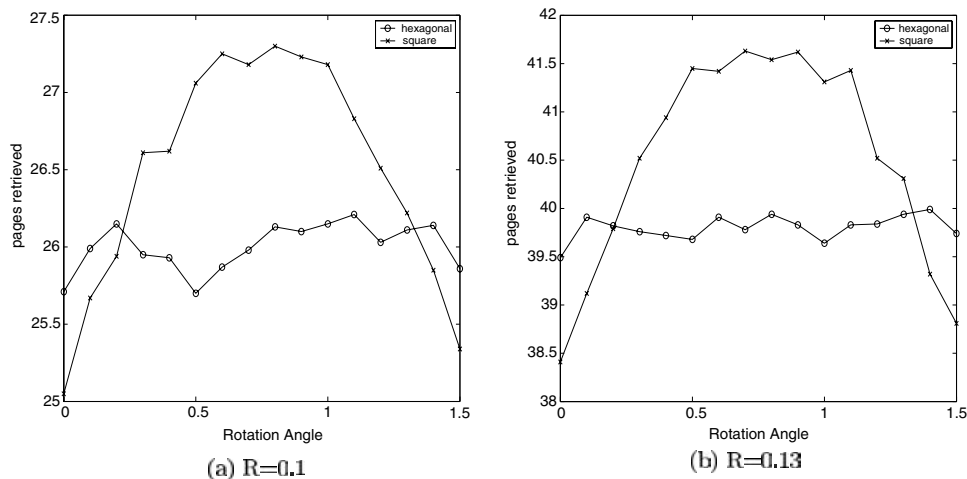 27.5
27
26.5
26
25.5
25
pages retrieved
0
0.5
1
1.5
Rotation Angle
hexagonal
square
(a) R=0.1
42
41.5
41
40.5
40
39.5
39
38.5
38
pages retrieved
0
0.5
1
1.5
Rotation Angle
hexagonal
square
(b) R=0.13